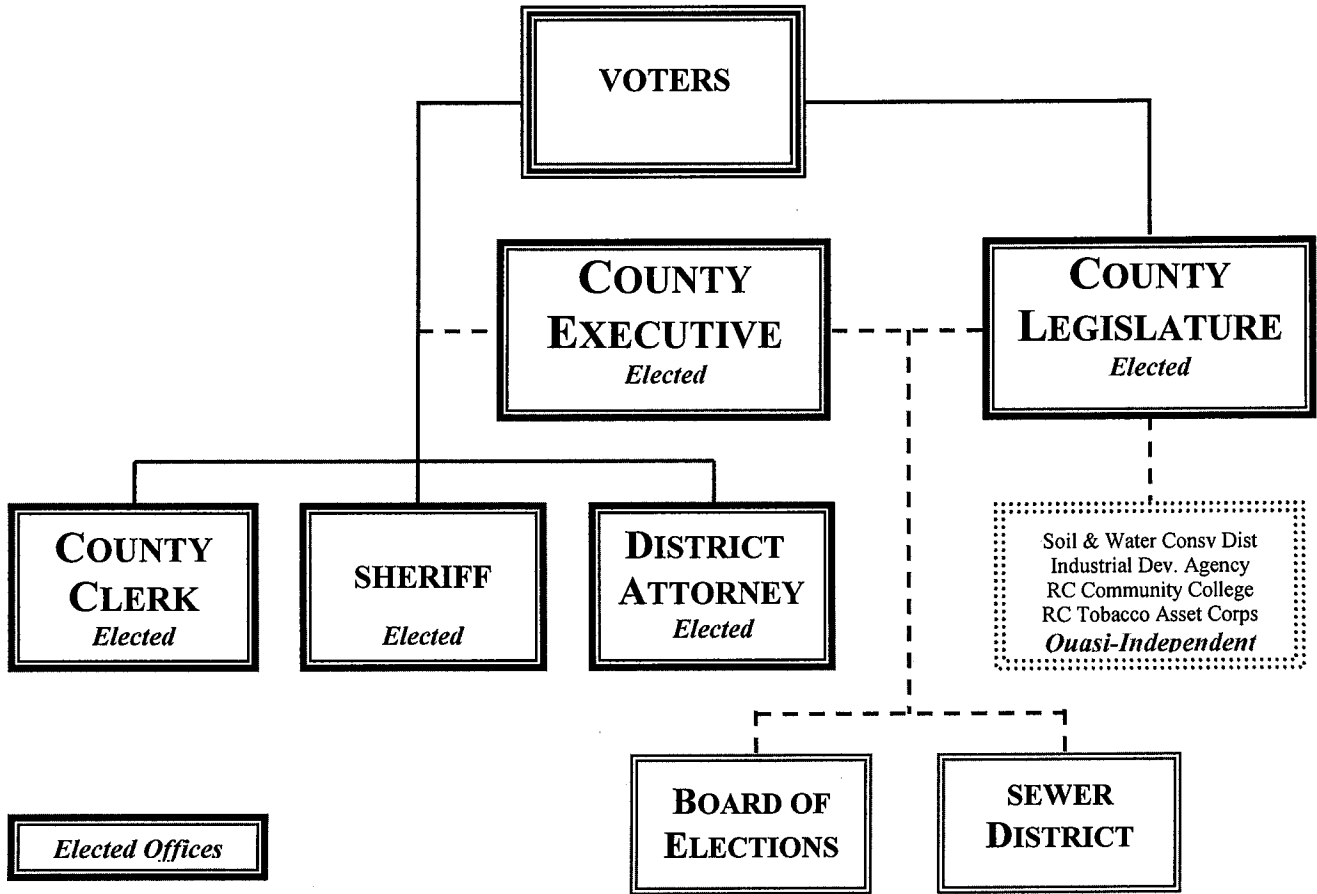 VOTERS
COUNTY
EXECUTIVE
Elected
COUNTY
LEGISLATURE
Elected
COUNTY
CLERK
Elected
SHERIFF
Elected
DISTRICT
ATTORNEY
Elected
Soil & Water Consv Dist
Industrial Dev. Agency
RC Community College
RC Tobacco Asset Corps
Quasi-Independent
BOARD OF
ELECTIONS
SEWER
DISTRICT
Elected Offices